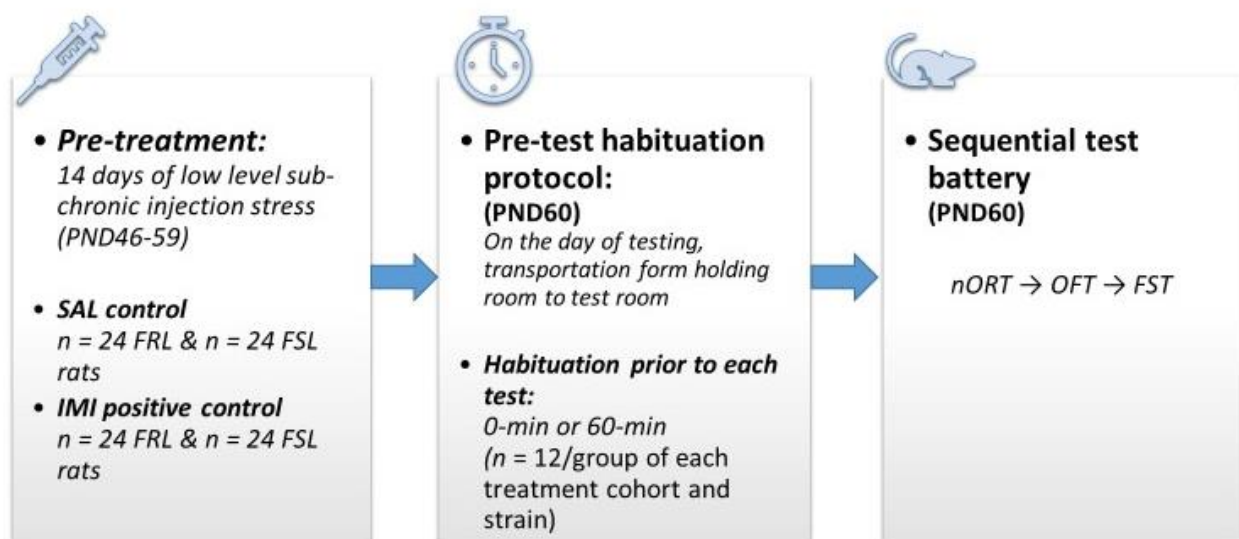 • Pre-treatment:
14 days of low level sub-
chronic injection stress
(PND46-59)
• SAL control
n = 24 FRL & n = 24 FSL
rats
• IMI positive control
n = 24 FRL & n = 24 FSL
rats
• Pre-test habituation
protocol:
(PND60)
On the day of testing,
transportation form holding
room to test room
• Habituation prior to each
test:
0-min or 60-min
(n = 12/group of each
treatment cohort and
strain)
• Sequential test
battery
(PND60)
nORT → OFT → FST